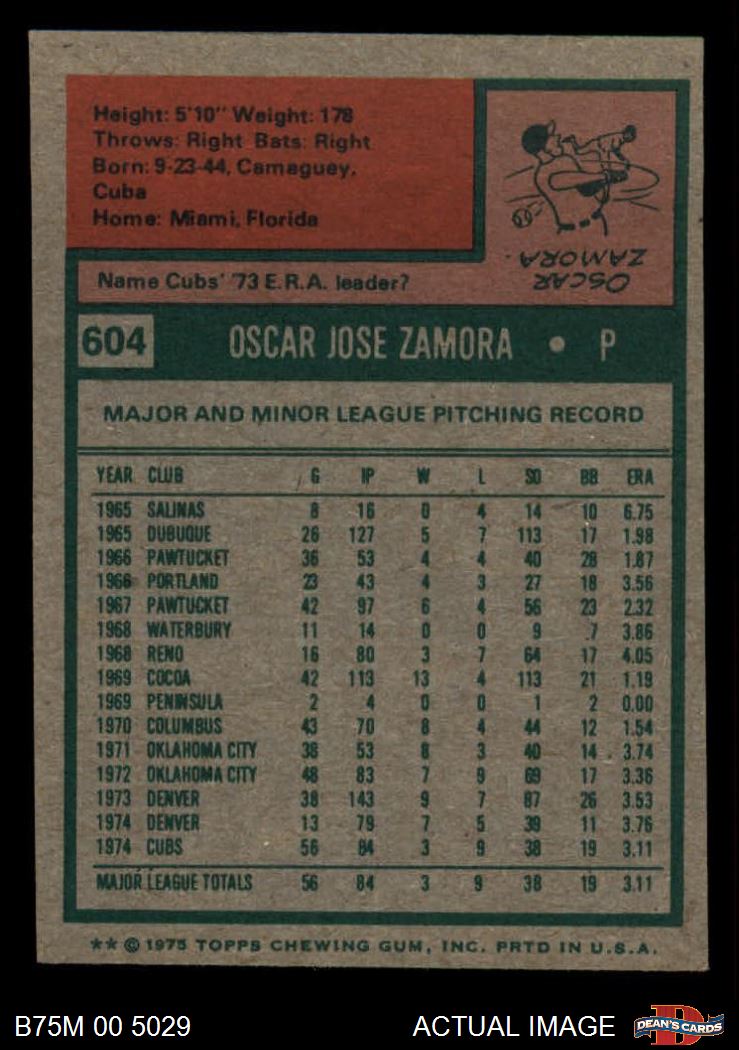 Height: 5'10" Weight: 178
Throws: Right Bats: Right
Born: 9-23-44, Camaguey,
Cuba
Home: Miami, Florida
Name Cubs' '73 E.R.A. leader?
OSCAR
ZAMORA.
604 OSCAR JOSE ZAMORA • P
MAJOR AND MINOR LEAGUE PITCHING RECORD
YEAR CLUB G IP W L SO BB ERA
1965 SALINAS 8 16 0 4 14 10 6.75
1965 DUBUQUE 26 127 5 7 113 17 1.98
1966 PAWTUCKET 36 53 4 4 40 28 1.87
1966 PORTLAND 23 43 4 3 27 18 3.56
1967 PAWTUCKET 42 97 6 4 56 23 2.32
1968 WATERBURY 11 14 0 0 9 7 3.86
1968 RENO 16 80 3 7 64 17 4.05
1969 COCOA 42 113 13 4 113 21 1.19
1969 PENINSULA 2 4 0 0 1 2 0.00
1970 COLUMBUS 43 70 8 4 44 12 1.54
1971 OKLAHOMA CITY 38 53 8 3 40 14 3.74
1972 OKLAHOMA CITY 48 83 7 9 69 17 3.36
1973 DENVER 38 143 9 7 87 26 3.53
1974 DENVER 13 79 7 5 39 11 3.76
1974 CUBS 56 84 3 9 38 19 3.11
MAJOR LEAGUE TOTALS 56 84 3 9 38 19 3.11
** © 1975 TOPPS CHEWING GUM, INC. PRTD IN U.S.A.
B75M 00 5029 ACTUAL IMAGE
D
DEAN'S CARDS